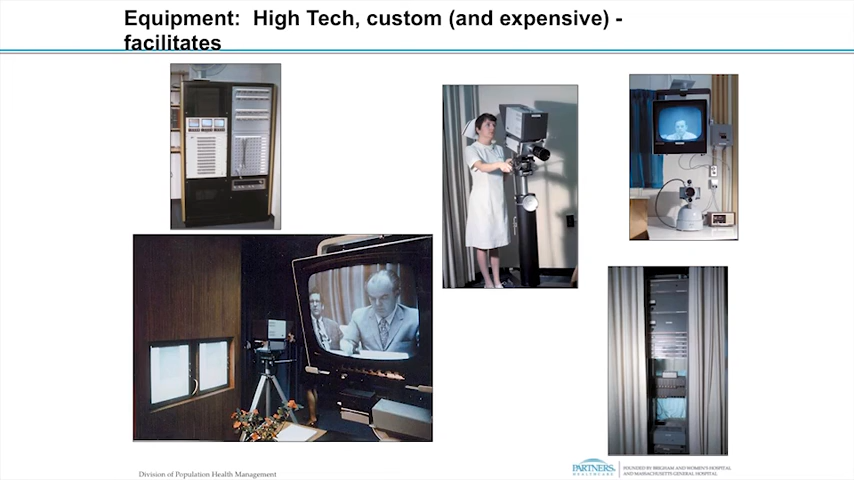 Equipment:  High Tech, custom (and expensive) -
facilitates
Division of Population Health Management
PARTNERS.
HEALTHCARE
FOUNDED BY BRIGHAM AND WOMEN'S HOSPITAL
AND MASSACHUSETTS GENERAL HOSPITAL